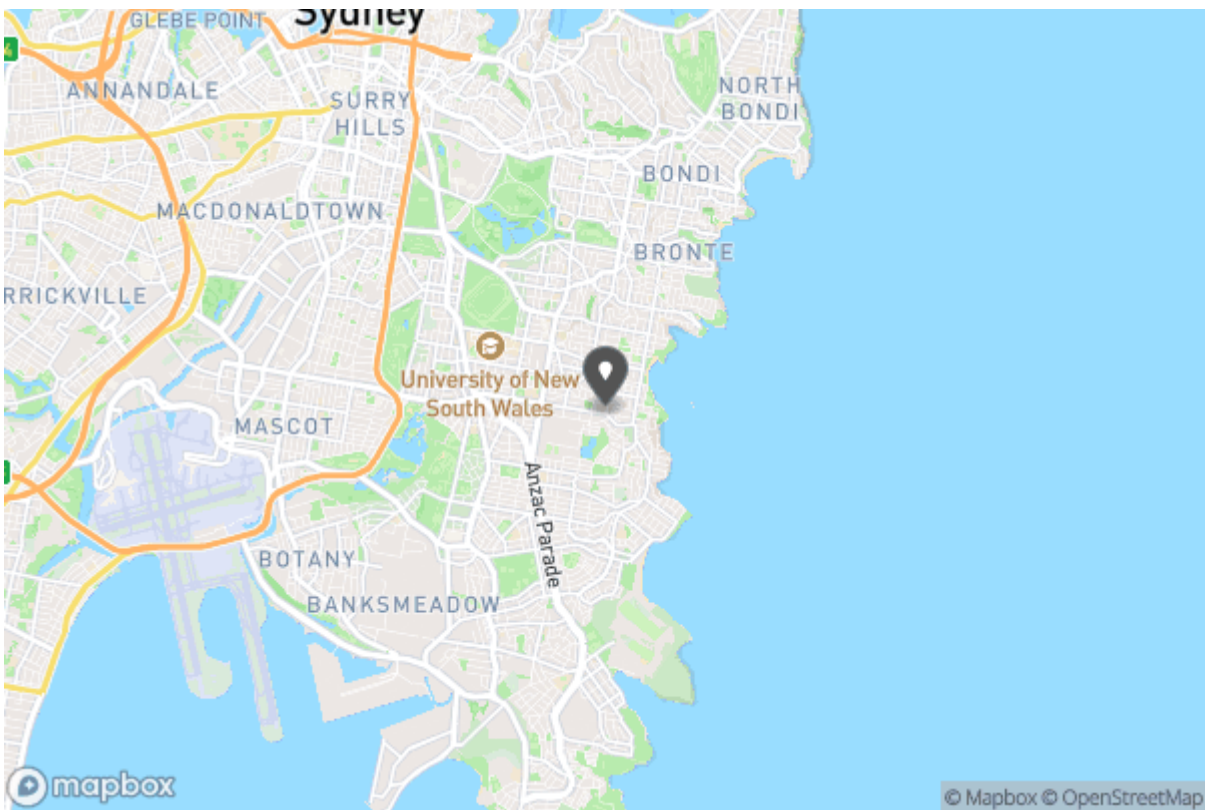 GLEBE POINT
Sydney
4
ANNANDALE
SURRY
HILLS
NORTH
BONDI
BONDI
MACDONALDTOWN
BRONTE
RRICKVILLE
University of New
South Wales
MASCOT
Anzac Parade
BOTANY
BANKSMEADOW
mapbox
© Mapbox © OpenStreetMap